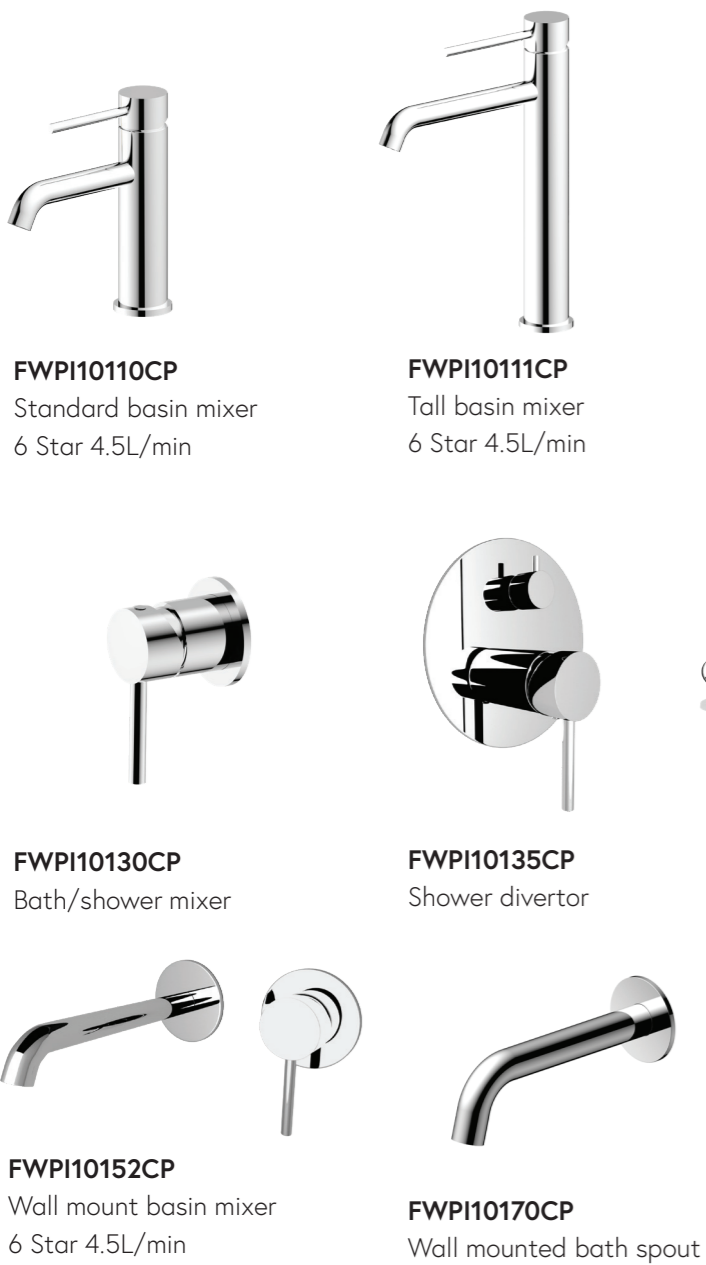 FWPI10110CP
Standard basin mixer
6 Star 4.5L/min
FWPI10111CP
Tall basin mixer
6 Star 4.5L/min
FWPI10130CP
Bath/shower mixer
FWPI10135CP
Shower divertor
FWPI10152CP
Wall mount basin mixer
6 Star 4.5L/min
FWPI10170CP
Wall mounted bath spout